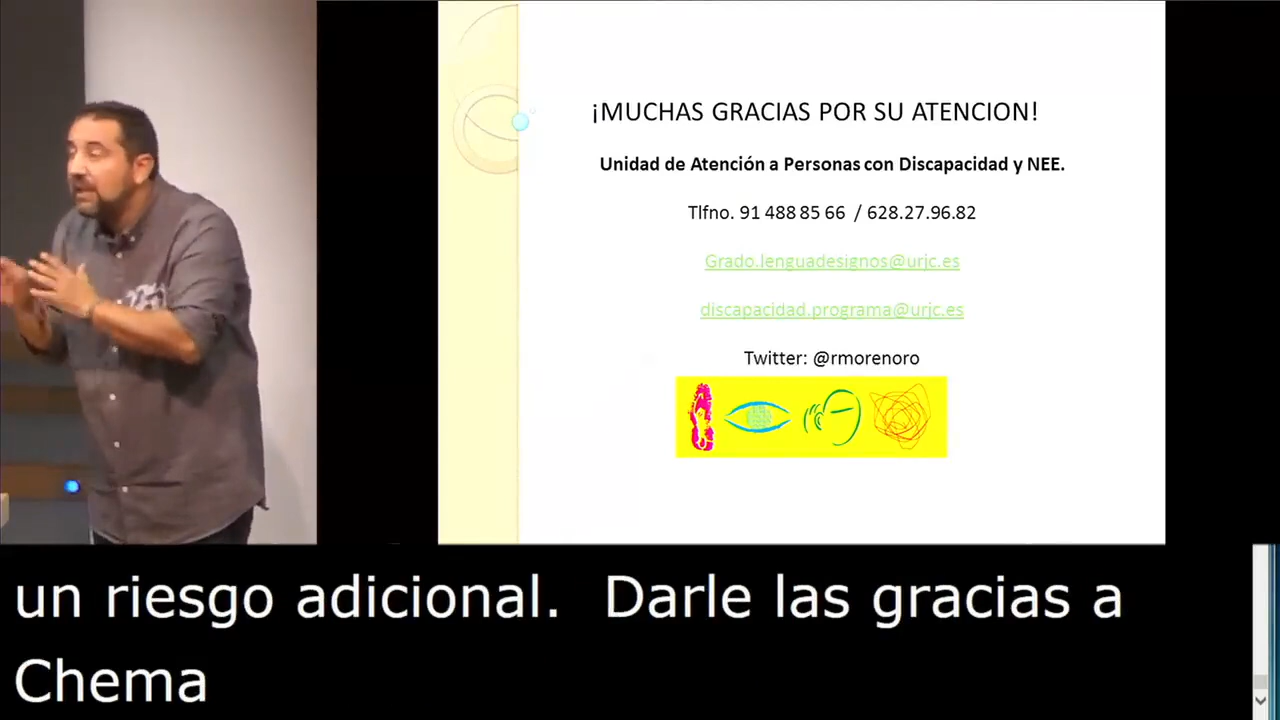 ¡MUCHAS GRACIAS POR SU ATENCION!
Unidad de Atención a Personas con Discapacidad y NEE.
Tlfno. 91 488 85 66 / 628.27.96.82
Grado.lenguadesignos@urjc.es
discapacidad.programa@urjc.es
Twitter: @rmorenoro
un riesgo adicional. Darle las gracias a
Chema